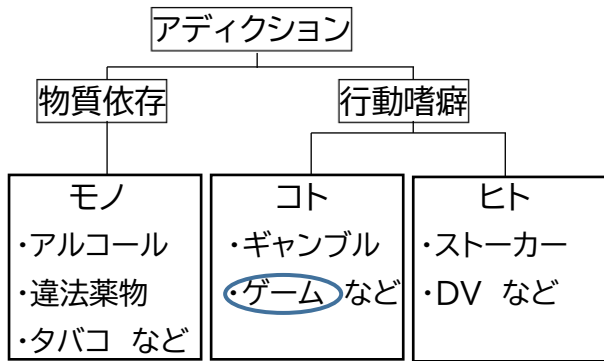 アディクション
物質依存
行動嗜癖
モノ
・アルコール
・違法薬物
・タバコ など
コト
・ギャンブル
・ゲーム など
ヒト
・ストーカー
・DV など